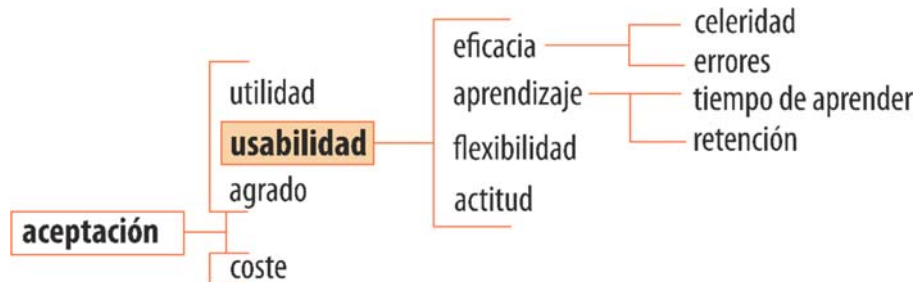 celeridad
eficacia
errores
utilidad
aprendizaje
tiempo de aprender
usabilidad
flexibilidad
retención
agrado
actitud
aceptación
coste